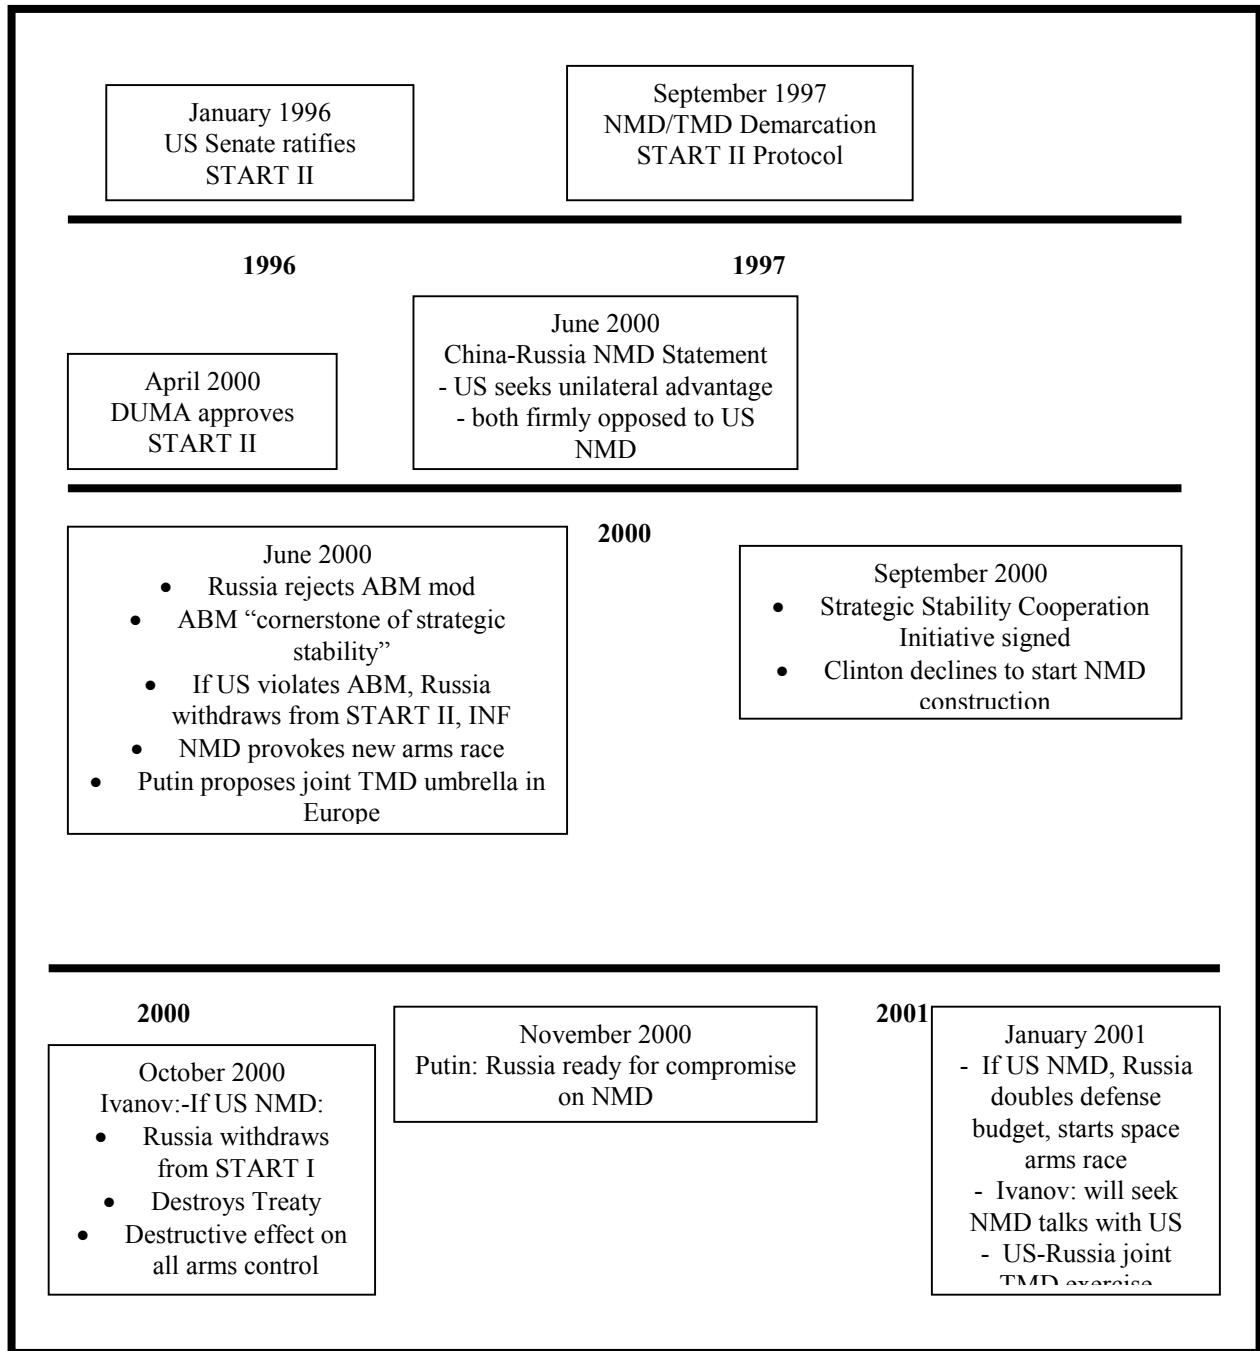 January 1996
US Senate ratifies
START II
September 1997
NMD/TMD Demarcation
START II Protocol
1996
1997
April 2000
DUMA approves
START II
June 2000
China-Russia NMD Statement
- US seeks unilateral advantage
- both firmly opposed to US
NMD
2000
June 2000
• Russia rejects ABM mod
• ABM “cornerstone of strategic
stability”
• If US violates ABM, Russia
withdraws from START II, INF
• NMD provokes new arms race
• Putin proposes joint TMD umbrella in
Europe
September 2000
• Strategic Stability Cooperation
Initiative signed
• Clinton declines to start NMD
construction
2000
2001
October 2000
Ivanov:-If US NMD:
• Russia withdraws
from START I
• Destroys Treaty
• Destructive effect on
all arms control
November 2000
Putin: Russia ready for compromise
on NMD
January 2001
- If US NMD, Russia
doubles defense
budget, starts space
arms race
- Ivanov: will seek
NMD talks with US
- US-Russia joint
TMD exercise